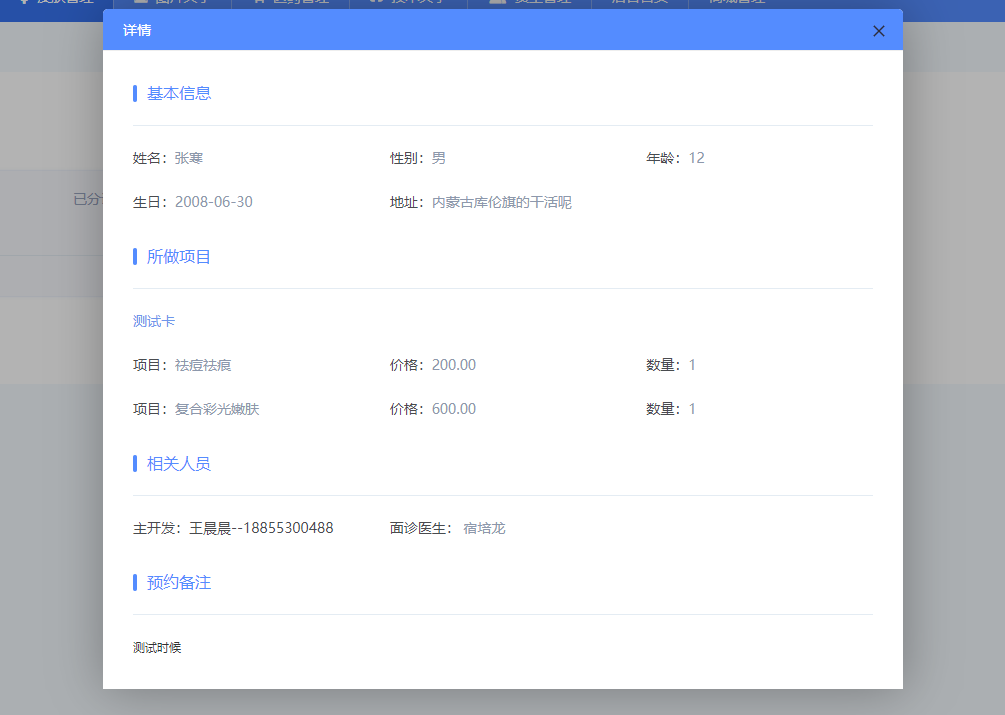 详情
基本信息
姓名：张寒 性别：男 年龄：12
生日：2008-06-30 地址：内蒙古库伦旗的干活呢
已分
所做项目
测试卡
项目：祛痘祛痕 价格：200.00 数量：1
项目：复合彩光嫩肤 价格：600.00 数量：1
相关人员
主开发：王晨晨--18855300488 面诊医生：宿培龙
预约备注
测试时候